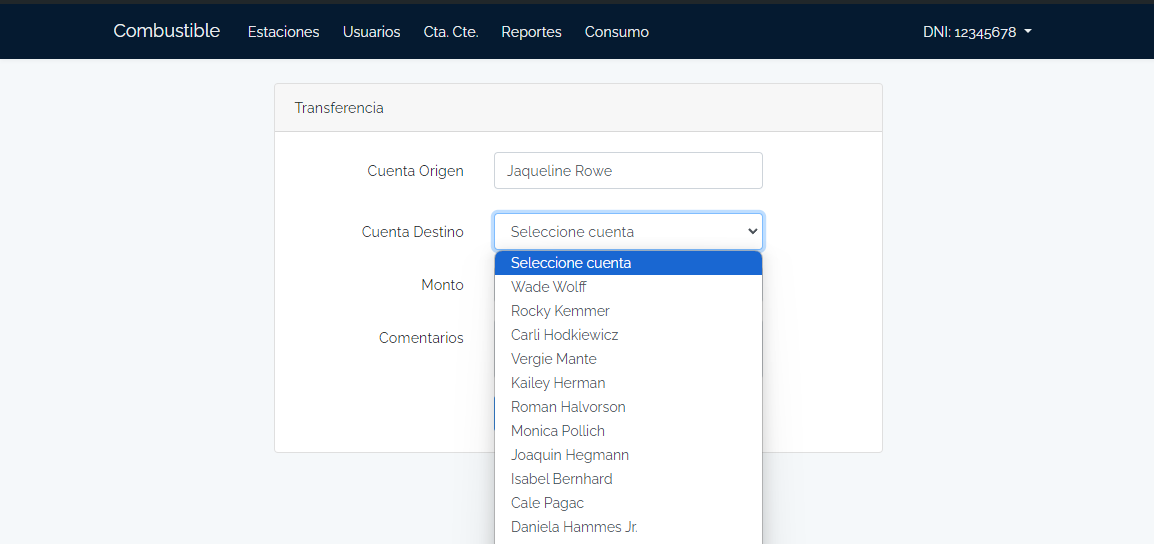 Combustible Estaciones Usuarios Cta. Cte. Reportes Consumo DNI: 12345678
Transferencia
Cuenta Origen Jaqueline Rowe
Cuenta Destino Seleccione cuenta
Seleccione cuenta
Monto Wade Wolff
Rocky Kemmer
Comentarios Carli Hodkiewicz
Vergie Mante
Kailey Herman
Roman Halvorson
Monica Pollich
Joaquin Hegmann
Isabel Bernhard
Cale Pagac
Daniela Hammes Jr.